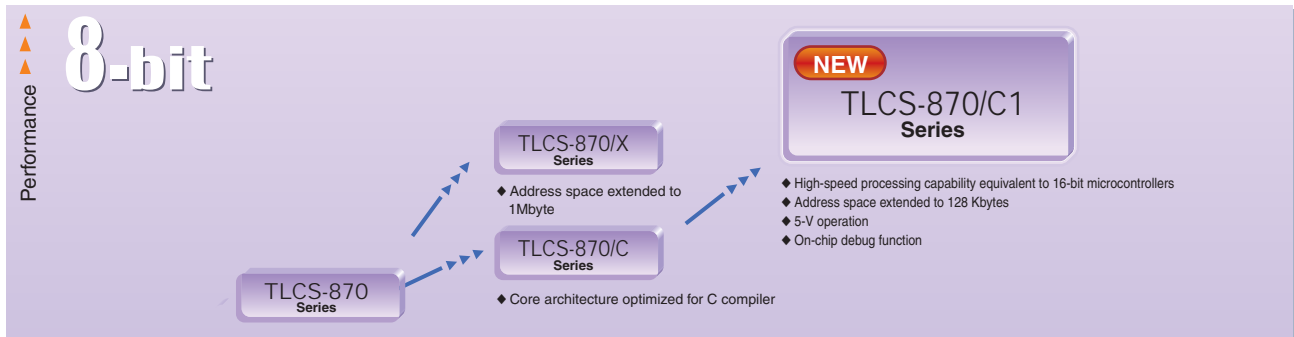 8-bit
Performance
NEW
TLCS-870/C1
Series
◆ High-speed processing capability equivalent to 16-bit microcontrollers
◆ Address space extended to 128 Kbytes
◆ 5-V operation
◆ On-chip debug function
TLCS-870/X
Series
◆ Address space extended to
1Mbyte
TLCS-870/C
Series
◆ Core architecture optimized for C compiler
TLCS-870
Series